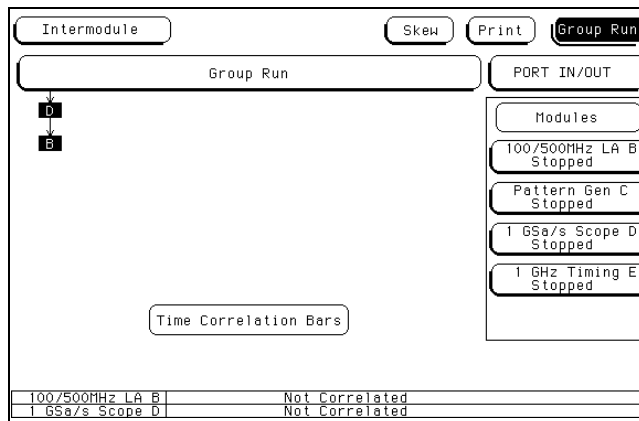 Intermodule
Skew
Print
Group Run
Group Run
PORT IN/OUT
D
B
Modules
100/500MHz LA B
Stopped
Pattern Gen C
Stopped
1 GSa/s Scope D
Stopped
1 GHz Timing E
Stopped
Time Correlation Bars
100/500MHz LA B Not Correlated
1 GSa/s Scope D Not Correlated